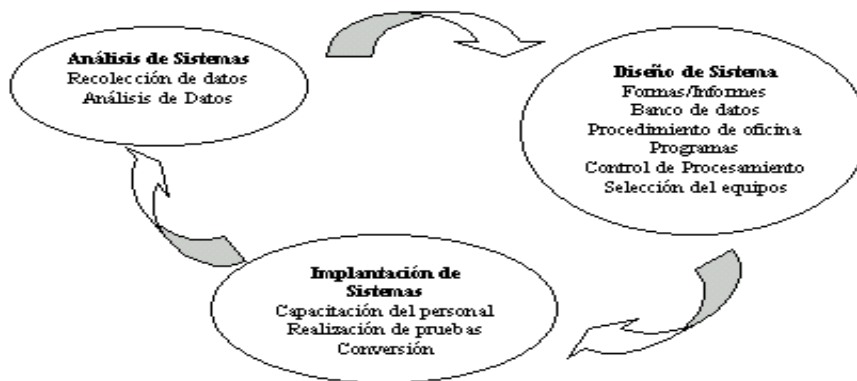 Análisis de Sistemas
Recolección de datos
Análisis de Datos
Diseño de Sistema
Formas/Informes
Banco de datos
Procedimiento de oficina
Programas
Control de Procesamiento
Selección del equipos
Implantación de
Sistemas
Capacitación del personal
Realización de pruebas
Conversión